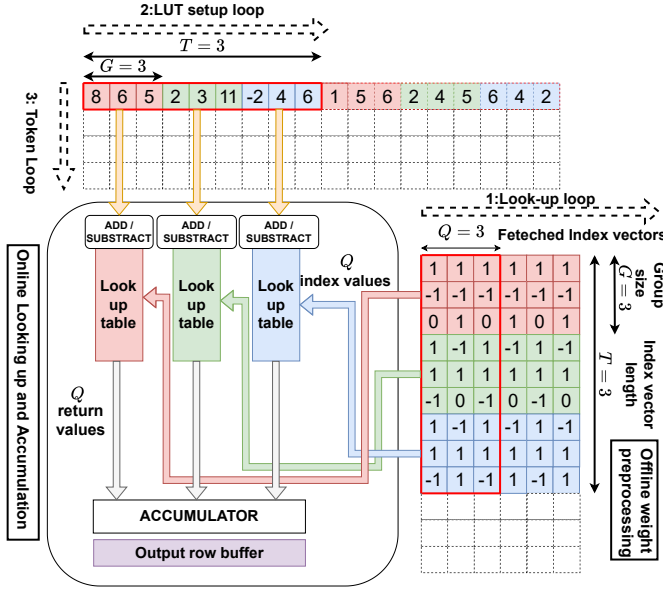 2:LUT setup loop
T = 3
G = 3
3: Token Loop
8 6 5 2 3 11 -2 4 6 1 5 6 2 4 5 6 4 2
1:Look-up loop
Q = 3
Feteched Index vectors
ADD /
SUBSTRACT
ADD /
SUBSTRACT
ADD /
SUBSTRACT
Look
up
table
Look
up
table
Look
up
table
Q
index values
Q
return
values
ACCUMULATOR
Output row buffer
Online Looking up and Accumulation
1 1 1 1 1 1
-1 -1 -1 -1 -1 -1
0 1 0 1 0 1
1 -1 1 -1 1 -1
1 1 1 1 1 1
-1 0 -1 0 -1 0
1 -1 1 -1 1 -1
1 1 1 1 1 1
-1 1 -1 1 -1 1
Group
size
G = 3
T = 3
Index vector
length
Offline weight
preprocessing